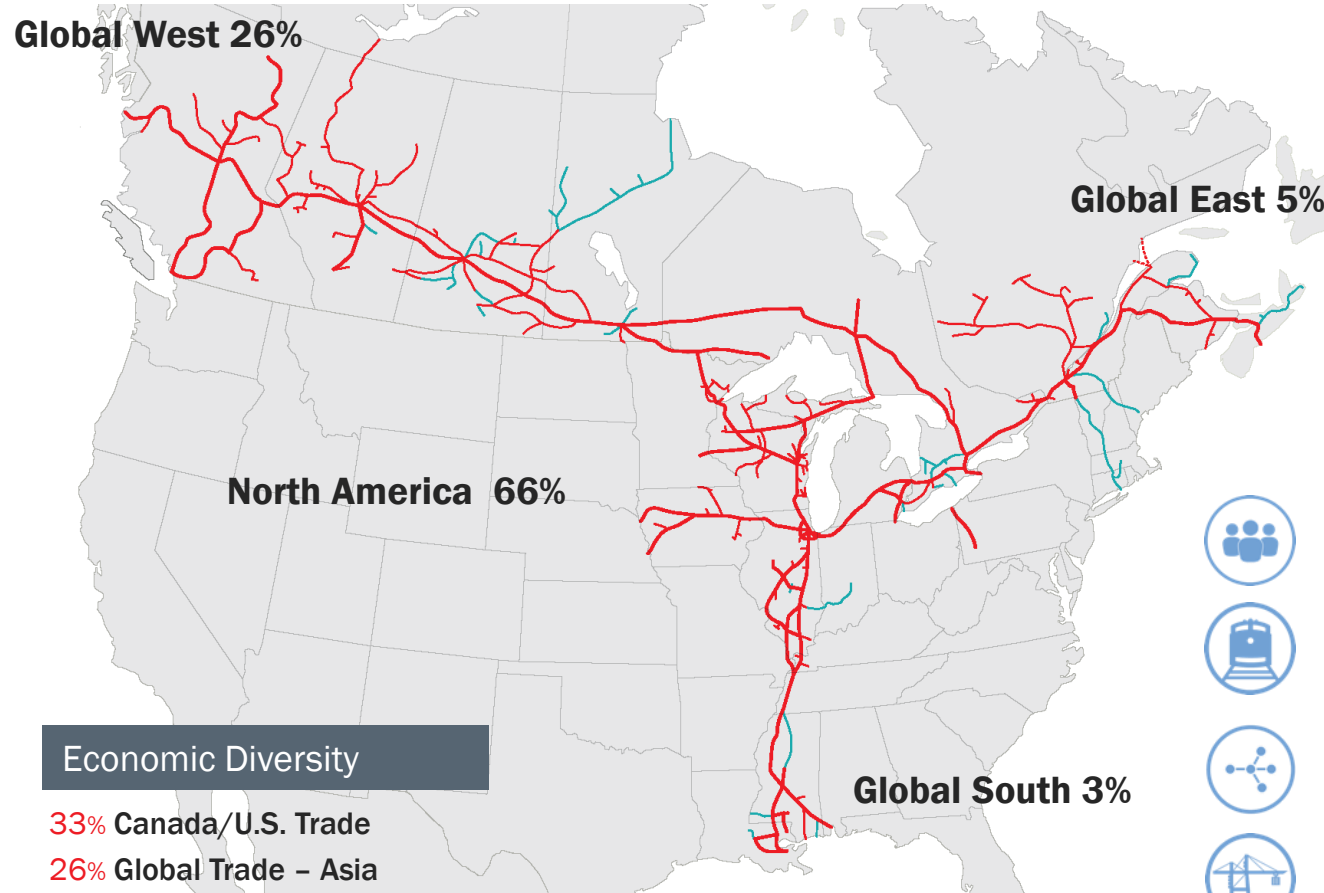 Global West 26%
Global East 5%
North America 66%
Global South 3%
Economic Diversity
33% Canada/U.S. Trade
26% Global Trade – Asia